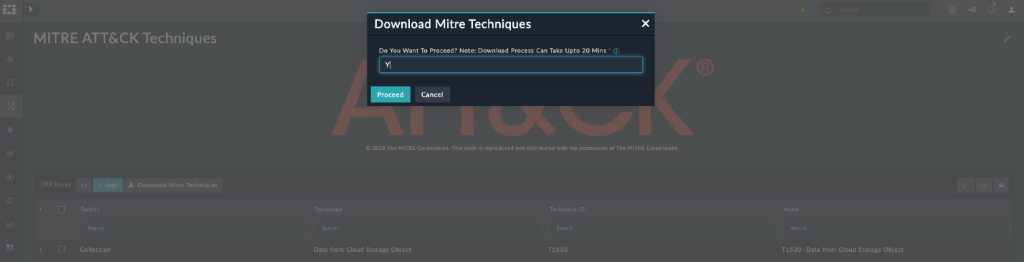 Search
Download Mitre Techniques
MITRE ATT&CK Techniques
Do You Want To Proceed? Note: Download Process Can Take Upto 20 Mins *
Y
Proceed Cancel
ATT&CK®
© 2018 The MITRE Corporation. This work is reproduced and distributed with the permission of The MITRE Corporation.
Items + Add Download Mitre Techniques
Tactics Technique Technique ID Name
Search Search Search Search
Collection Data from Cloud Storage Object T1530 T1530 Data from Cloud Storage Object